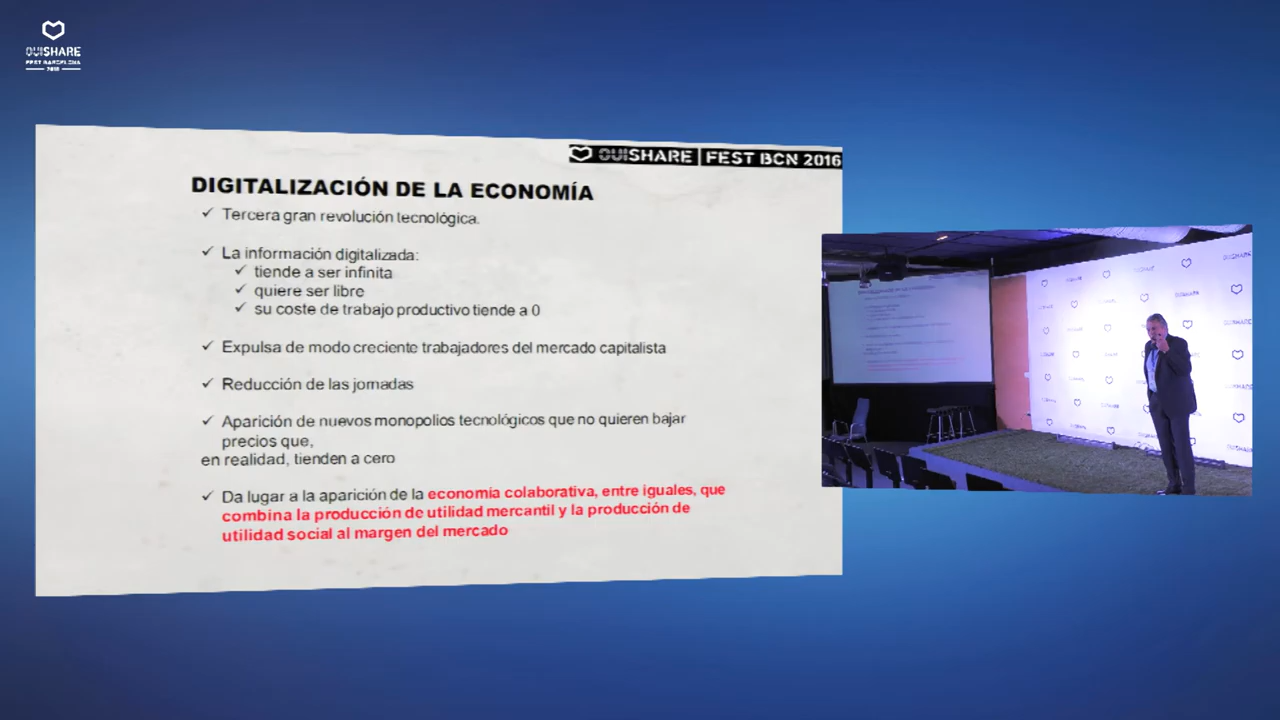 OUISHARE
FEST BARCELONA
2016
OUISHARE FEST BCN 2016
DIGITALIZACIÓN DE LA ECONOMÍA
Tercera gran revolución tecnológica.
La información digitalizada:
tiende a ser infinita
quiere ser libre
su coste de trabajo productivo tiende a 0
Expulsa de modo creciente trabajadores del mercado capitalista
Reducción de las jornadas
Aparición de nuevos monopolios tecnológicos que no quieren bajar
precios que,
en realidad, tienden a cero
Da lugar a la aparición de la economía colaborativa, entre iguales, que
combina la producción de utilidad mercantil y la producción de
utilidad social al margen del mercado